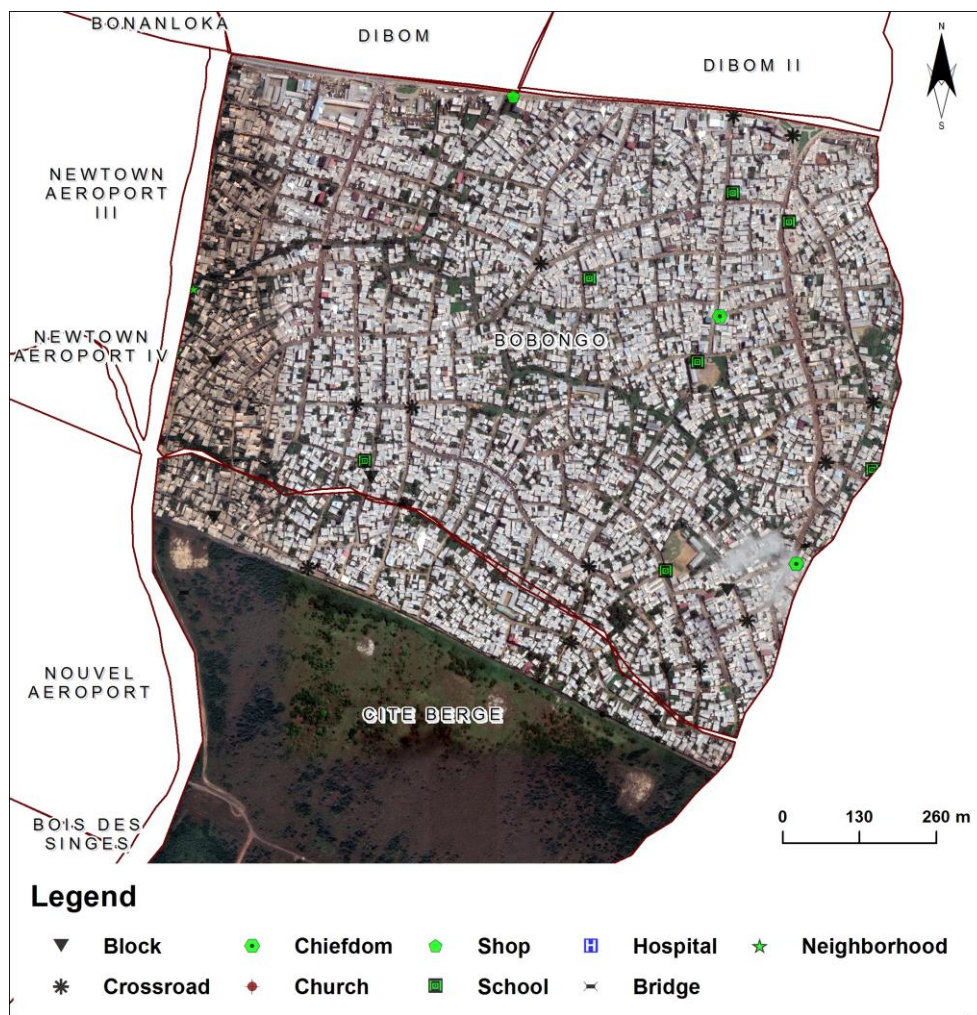 BONANLOKA
DIBOM
DIBOM II
N
S
NEWTOWN
AEROPORT
III
NEWTOWN
AÉROPORT IV
BOBONGO
NOUVEL
AEROPORT
CITE BERGE
BOIS DES
SINGES
0 130 260 m
Legend
Block Chiefdom Shop Hospital Neighborhood
Crossroad Church School Bridge